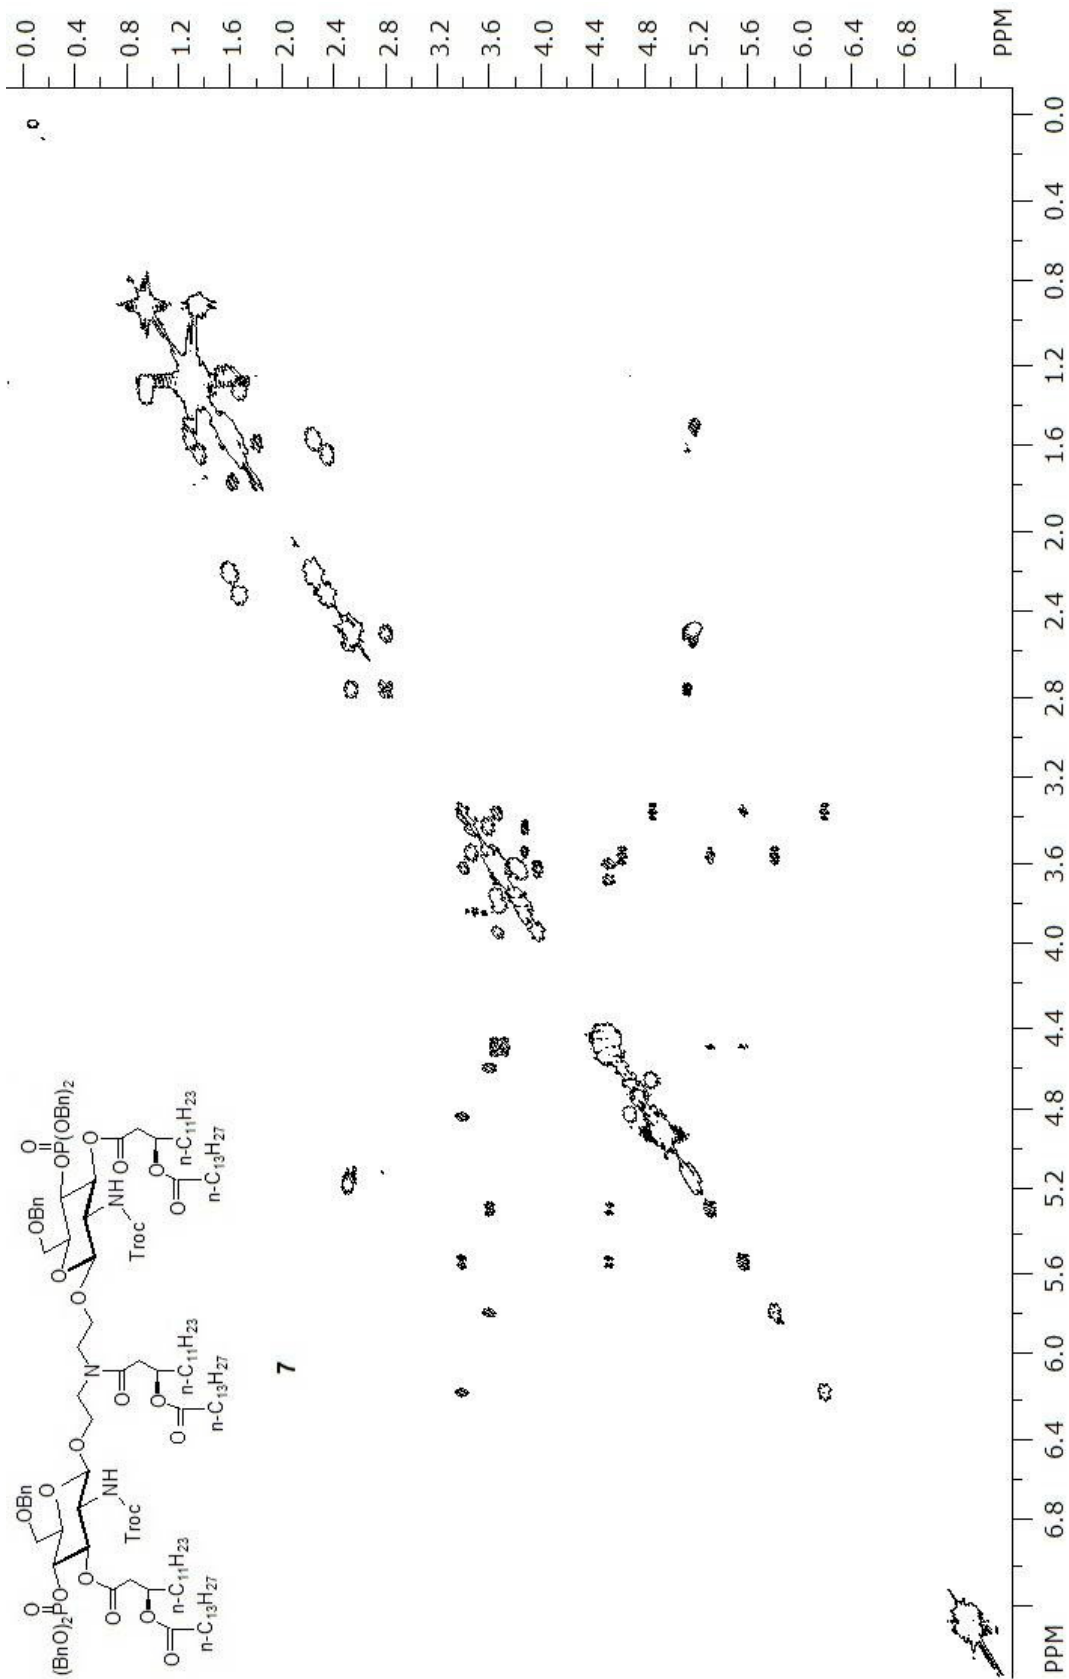 OBn OBn O
O O OP(OBn)2
(BnO)2PO O O N O O
O NH NHO O
O Troc O Troc O
O n-C11H23 O n-C11H23 O n-C11H23
O n-C13H27 O n-C13H27 O n-C13H27
7
0.0
0.4
0.8
1.2
1.6
2.0
2.4
2.8
3.2
3.6
4.0
4.4
4.8
5.2
5.6
6.0
6.4
6.8
PPM
PPM 6.8 6.4 6.0 5.6 5.2 4.8 4.4 4.0 3.6 3.2 2.8 2.4 2.0 1.6 1.2 0.8 0.4 0.0